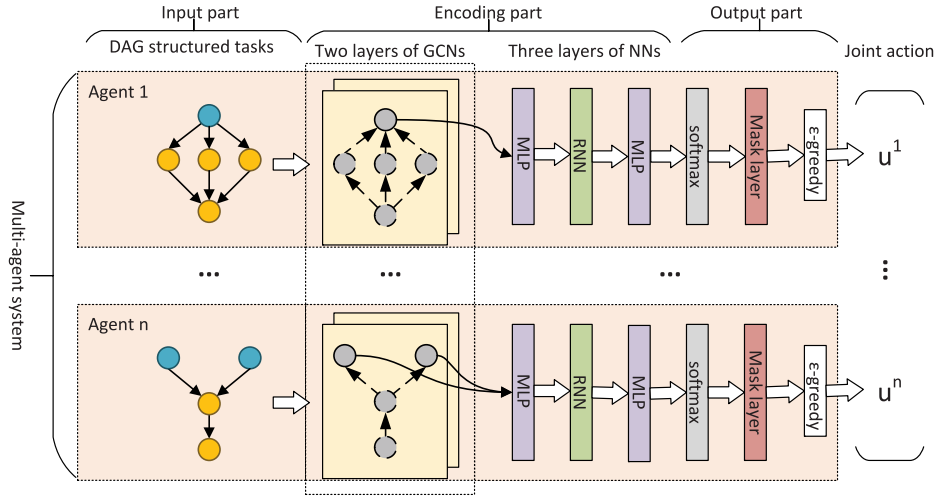 Input part
Encoding part
Output part
DAG structured tasks
Two layers of GCNs
Three layers of NNs
Joint action
Multi-agent system
Agent 1
MLP
RNN
MLP
softmax
Mask layer
ε-greedy
u1
...
...
...
...
Agent n
MLP
RNN
MLP
softmax
Mask layer
ε-greedy
un